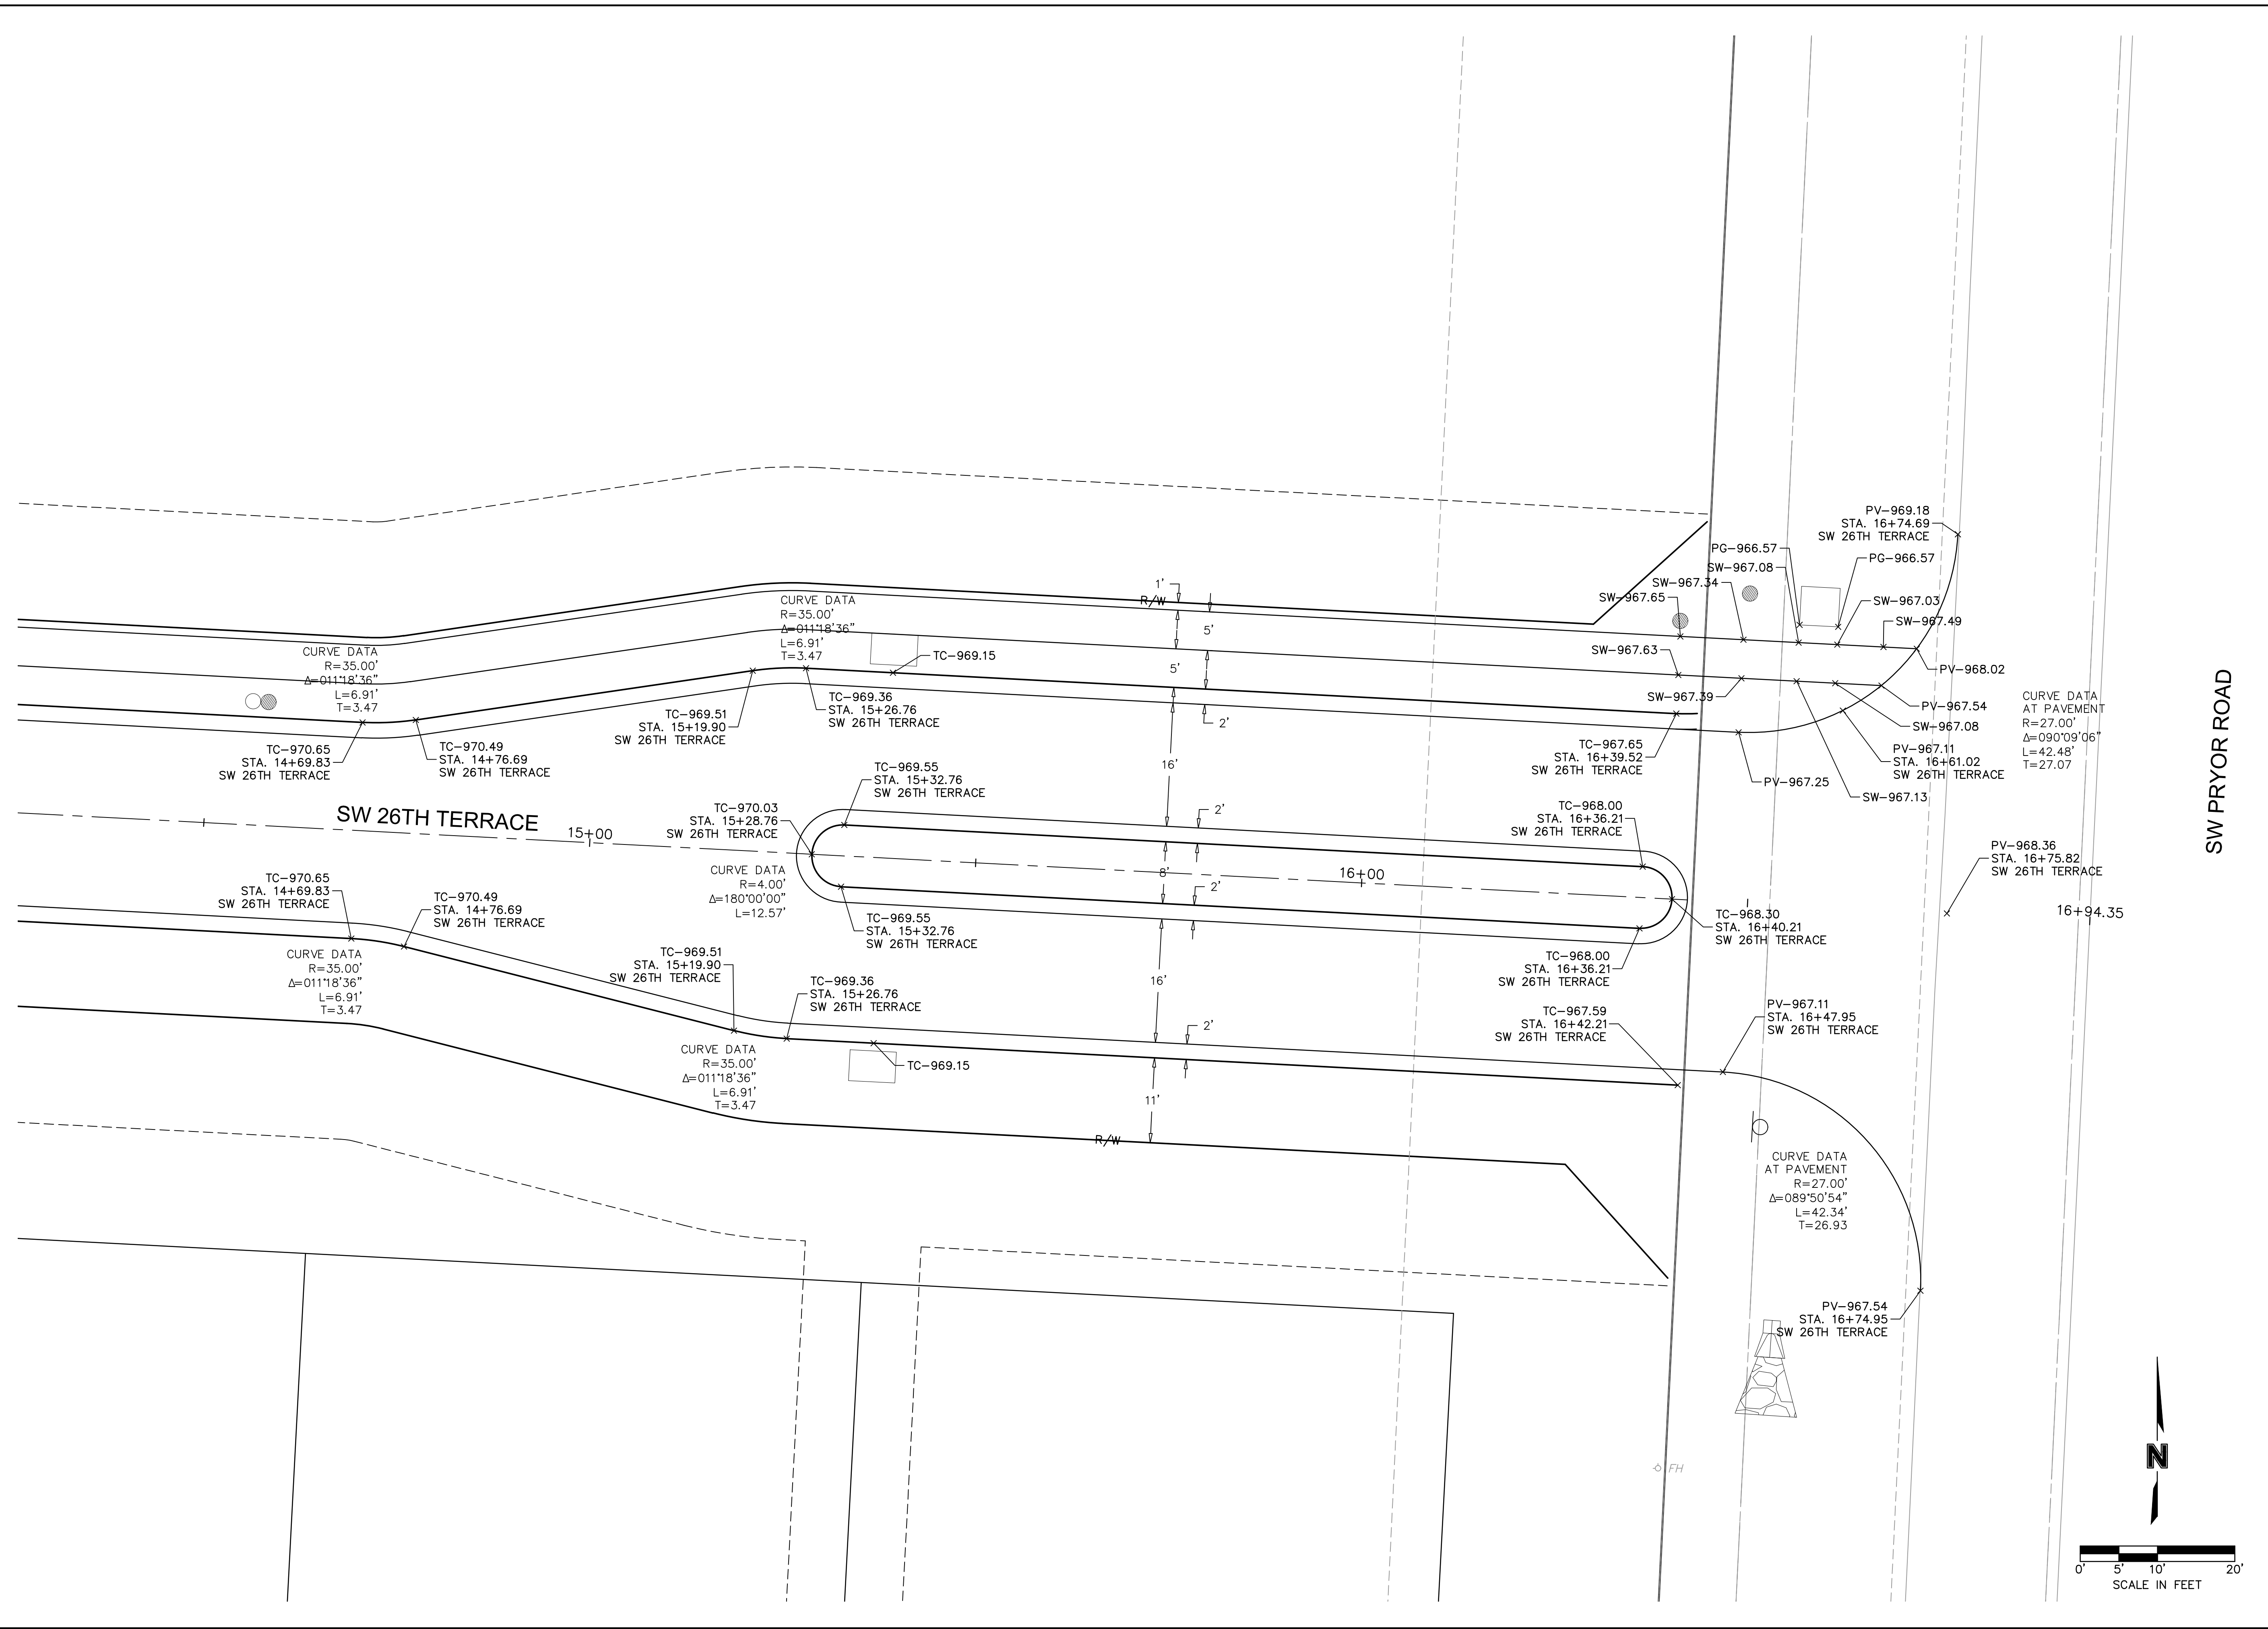 PV-969.18
STA. 16+74.69
SW 26TH TERRACE
PG-966.57
PG-966.57
SW-967.08
SW-967.34
SW-967.65
SW-967.03
SW-967.49
1'
R/W
5'
5'
CURVE DATA
R=35.00'
Δ=011°18'36"
L=6.91'
T=3.47
TC-969.15
SW-967.63
PV-968.02
CURVE DATA
R=35.00'
Δ=011°18'36"
L=6.91'
T=3.47
SW-967.39
PV-967.54
SW-967.08
CURVE DATA
AT PAVEMENT
R=27.00'
Δ=090°09'06"
L=42.48'
T=27.07
TC-969.36
STA. 15+26.76
SW 26TH TERRACE
TC-969.51
STA. 15+19.90
SW 26TH TERRACE
2'
TC-970.65
STA. 14+69.83
SW 26TH TERRACE
TC-970.49
STA. 14+76.69
SW 26TH TERRACE
TC-967.65
STA. 16+39.52
SW 26TH TERRACE
PV-967.11
STA. 16+61.02
SW 26TH TERRACE
PV-967.25
SW-967.13
SW PRYOR ROAD
16'
TC-969.55
STA. 15+32.76
SW 26TH TERRACE
TC-970.03
STA. 15+28.76
SW 26TH TERRACE
2'
TC-968.00
STA. 16+36.21
SW 26TH TERRACE
SW 26TH TERRACE
15+00
16+00
PV-968.36
STA. 16+75.82
SW 26TH TERRACE
CURVE DATA
R=4.00'
Δ=180°00'00"
L=12.57'
8'
2'
TC-970.65
STA. 14+69.83
SW 26TH TERRACE
TC-970.49
STA. 14+76.69
SW 26TH TERRACE
TC-969.55
STA. 15+32.76
SW 26TH TERRACE
TC-968.30
STA. 16+40.21
SW 26TH TERRACE
16+94.35
CURVE DATA
R=35.00'
Δ=011°18'36"
L=6.91'
T=3.47
TC-969.51
STA. 15+19.90
SW 26TH TERRACE
TC-969.36
STA. 15+26.76
SW 26TH TERRACE
16'
TC-968.00
STA. 16+36.21
SW 26TH TERRACE
TC-967.59
STA. 16+42.21
SW 26TH TERRACE
PV-967.11
STA. 16+47.95
SW 26TH TERRACE
2'
CURVE DATA
R=35.00'
Δ=011°18'36"
L=6.91'
T=3.47
TC-969.15
11'
R/W
CURVE DATA
AT PAVEMENT
R=27.00'
Δ=089°50'54"
L=42.34'
T=26.93
PV-967.54
STA. 16+74.95
SW 26TH TERRACE
FH
N
0' 5' 10' 20'
SCALE IN FEET